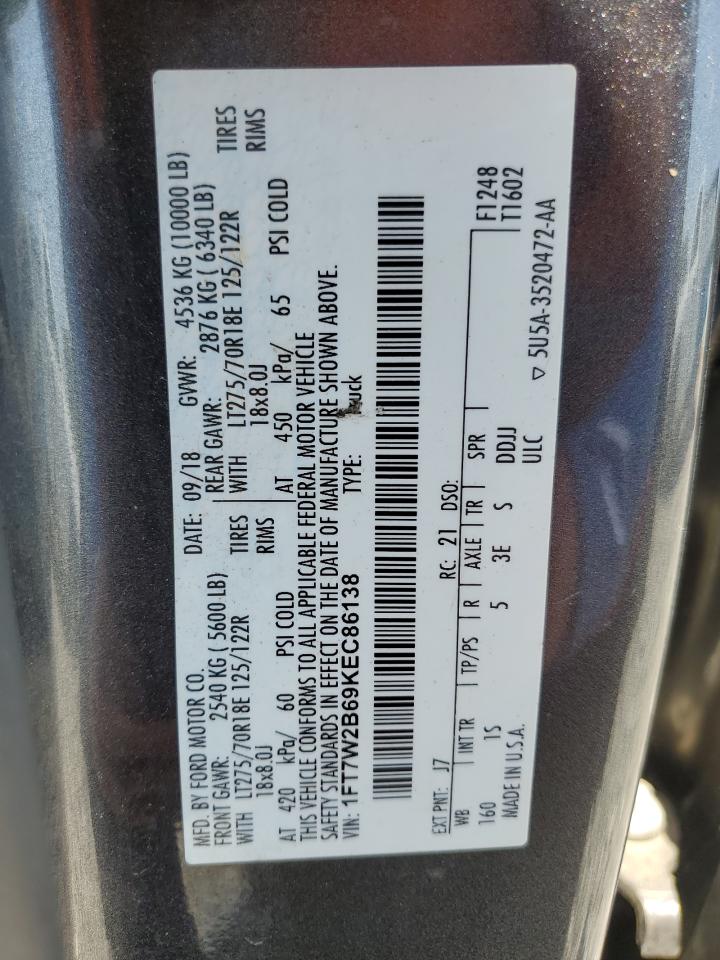 MFD. BY FORD MOTOR CO.
DATE: 09/18 GVWR: 4536 KG (10000 LB)
FRONT GAWR: 2540 KG ( 5600 LB) REAR GAWR: 2876 KG ( 6340 LB)
WITH LT275/70R18E 125/122R TIRES WITH LT275/70R18E 125/122R TIRES
18x8.0J RIMS 18x8.0J RIMS
AT 420 kPa/ 60 PSI COLD AT 450 kPa/ 65 PSI COLD
THIS VEHICLE CONFORMS TO ALL APPLICABLE FEDERAL MOTOR VEHICLE
SAFETY STANDARDS IN EFFECT ON THE DATE OF MANUFACTURE SHOWN ABOVE.
VIN: 1FT7W2B69KEC86138 TYPE: Truck
EXT PNT: J7 RC: 21 DSO: F1248
WB INT TR TP/PS R AXLE TR SPR T1602
160 1S 5 3E S DDJJ
MADE IN U.S.A. ULC
▽ 5U5A-3520472-AA